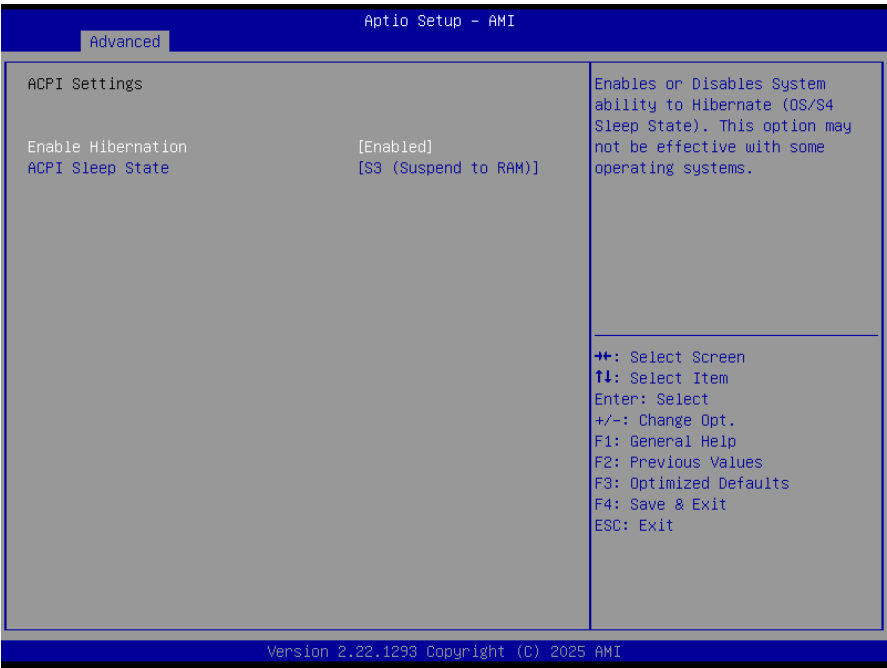 Aptio Setup - AMI
Advanced
ACPI Settings
Enable Hibernation [Enabled]
ACPI Sleep State [S3 (Suspend to RAM)]
Enables or Disables System
ability to Hibernate (OS/S4
Sleep State). This option may
not be effective with some
operating systems.
→←: Select Screen
↑↓: Select Item
Enter: Select
+/-: Change Opt.
F1: General Help
F2: Previous Values
F3: Optimized Defaults
F4: Save & Exit
ESC: Exit
Version 2.22.1293 Copyright (C) 2025 AMI